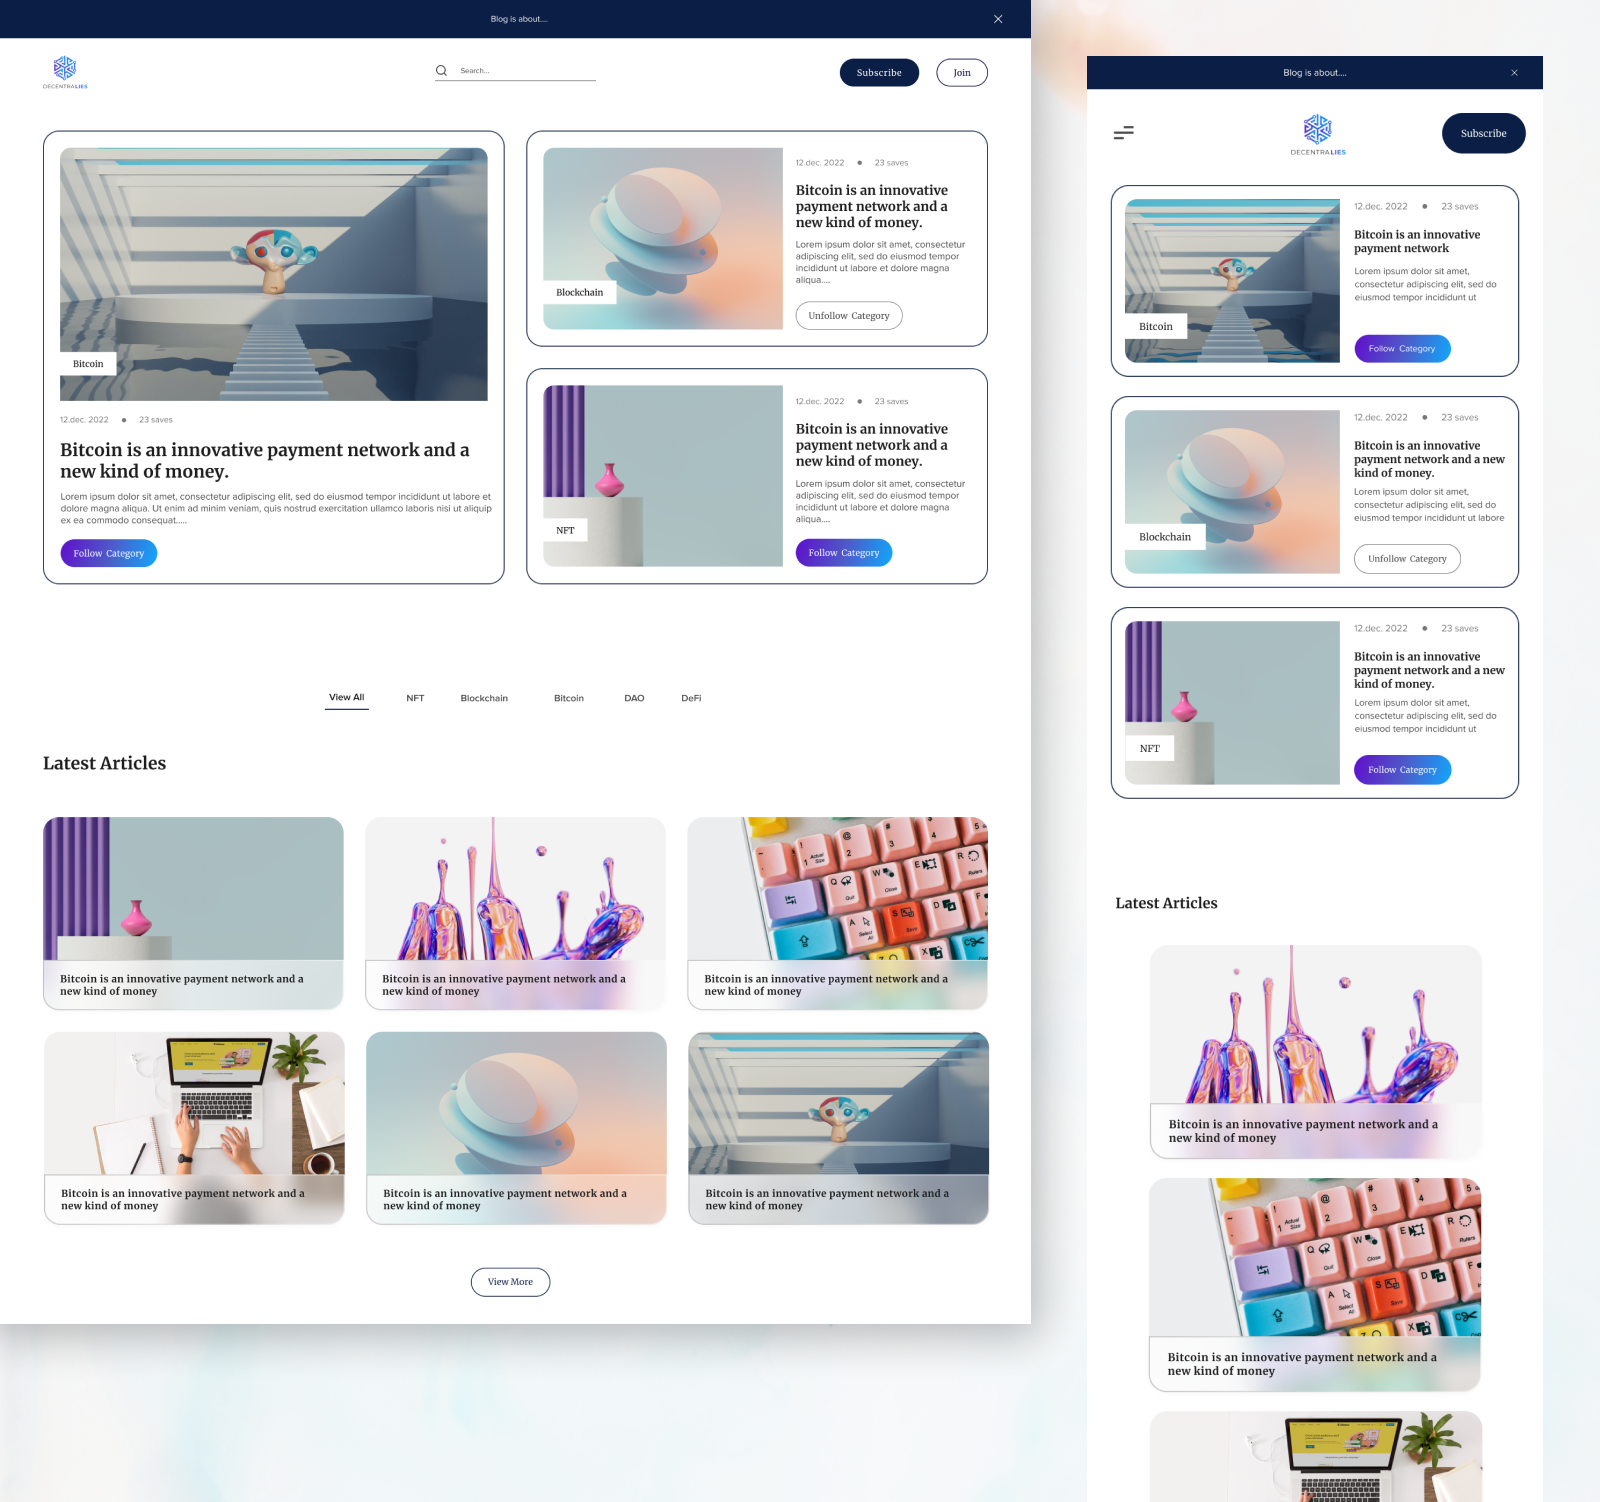 Blog is about....
DECENTRALIES
Search...
Subscribe
Join
Bitcoin
12.dec. 2022
23 saves
Bitcoin is an innovative payment network and a
new kind of money.
Lorem ipsum dolor sit amet, consectetur adipiscing elit, sed do eiusmod tempor incididunt ut labore et
dolore magna aliqua. Ut enim ad minim veniam, quis nostrud exercitation ullamco laboris nisi ut aliquip
ex ea commodo consequat.....
Follow Category
Blockchain
12.dec. 2022
23 saves
Bitcoin is an innovative
payment network and a
new kind of money.
Lorem ipsum dolor sit amet, consectetur
adipiscing elit, sed do eiusmod tempor
incididunt ut labore et dolore magna
aliqua....
Unfollow Category
NFT
12.dec. 2022
23 saves
Bitcoin is an innovative
payment network and a
new kind of money.
Lorem ipsum dolor sit amet, consectetur
adipiscing elit, sed do eiusmod tempor
incididunt ut labore et dolore magna
aliqua....
Follow Category
View All
NFT
Blockchain
Bitcoin
DAO
DeFi
Latest Articles
Bitcoin is an innovative payment network and a
new kind of money
Bitcoin is an innovative payment network and a
new kind of money
Bitcoin is an innovative payment network and a
new kind of money
Bitcoin is an innovative payment network and a
new kind of money
Bitcoin is an innovative payment network and a
new kind of money
Bitcoin is an innovative payment network and a
new kind of money
View More
Blog is about....
DECENTRALIES
Subscribe
Bitcoin
12.dec. 2022
23 saves
Bitcoin is an innovative
payment network
Lorem ipsum dolor sit amet,
consectetur adipiscing elit, sed do
eiusmod tempor incididunt ut
Follow Category
Blockchain
12.dec. 2022
23 saves
Bitcoin is an innovative
payment network and a new
kind of money.
Lorem ipsum dolor sit amet,
consectetur adipiscing elit, sed do
eiusmod tempor incididunt ut labore
Unfollow Category
NFT
12.dec. 2022
23 saves
Bitcoin is an innovative
payment network and a new
kind of money.
Lorem ipsum dolor sit amet,
consectetur adipiscing elit, sed do
eiusmod tempor incididunt ut
Follow Category
Latest Articles
Bitcoin is an innovative payment network and a
new kind of money
Bitcoin is an innovative payment network and a
new kind of money